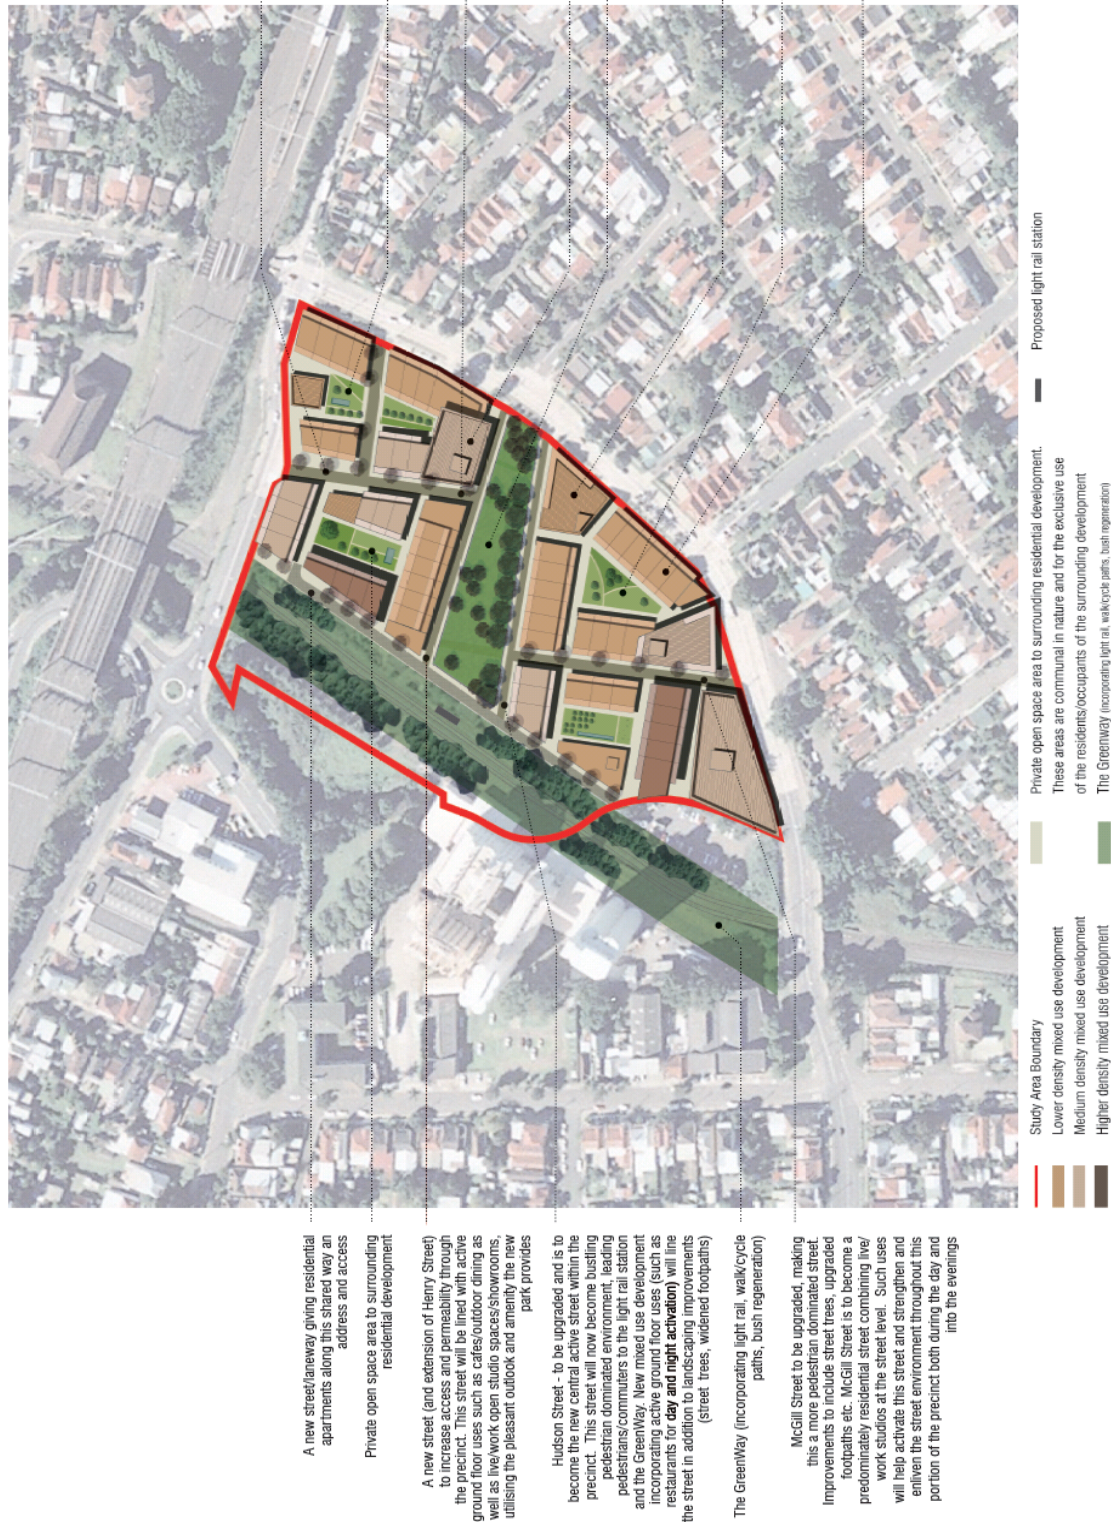 A new street/laneway giving residential
apartments along this shared way an
address and access
Private open space area to surrounding
residential development
A new street (and extension of Henry Street)
to increase access and permeability through
the precinct. This street will be lined with active
ground floor uses such as cafes/outdoor dining as
well as live/work open studio spaces/showrooms,
utilising the pleasant outlook and amenity the new
park provides
Hudson Street - to be upgraded and is to
become the new central active street within the
precinct. This street will now become bustling
pedestrian dominated environment, leading
pedestrians/commuters to the light rail station
and the GreenWay. New mixed use development
incorporating active ground floor uses (such as
restaurants for day and night activation) will line
the street in addition to landscaping improvements
(street trees, widened footpaths)
The GreenWay (incorporating light rail, walk/cycle
paths, bush regeneration)
McGill Street to be upgraded, making
this a more pedestrian dominated street.
Improvements to include street trees, upgraded
footpaths etc. McGill Street is to become a
predominately residential street combining live/
work studios at the street level. Such uses
will help activate this street and strengthen and
enliven the street environment throughout this
portion of the precinct both during the day and
into the evenings
Study Area Boundary
Lower density mixed use development
Medium density mixed use development
Higher density mixed use development
Private open space area to surrounding residential development.
These areas are communal in nature and for the exclusive use
of the residents/occupants of the surrounding development
The Greenway (incorporating light rail, walk/cycle paths, bush regeneration)
Proposed light rail station